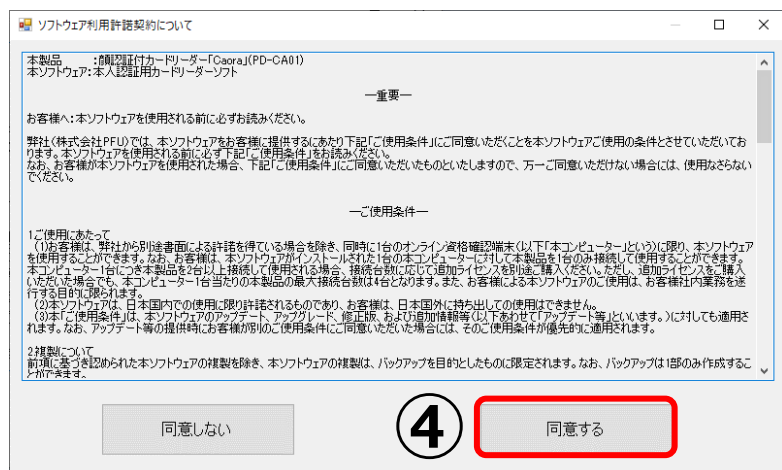 ソフトウェア利用許諾契約について
本製品　　：顔認証付カードリーダー「Caora」(PD-CA01)
本ソフトウェア：本人認証用カードリーダーソフト
―重要―
お客様へ：本ソフトウェアを使用される前に必ずお読みください。
弊社(株式会社PFU)では、本ソフトウェアをお客様に提供するにあたり下記「ご使用条件」にご同意いただくことを本ソフトウェアご使用の条件とさせていただいてお
ります。本ソフトウェアを使用される前に必ず下記「ご使用条件」をお読みください。
なお、お客様が本ソフトウェアを使用された場合、下記「ご使用条件」にご同意いただいたものといたしますので、万一ご同意いただけない場合には、使用なさらない
でください。
―ご使用条件―
1.ご使用にあたって
(1)お客様は、弊社から別途書面による許諾を得ている場合を除き、同時に1台のオンライン資格確認端末(以下「本コンピューター」という)に限り、本ソフトウェア
を使用することができます。なお、お客様は、本ソフトウェアがインストールされた1台の本コンピューターに対して本製品を1台のみ接続して使用することができます。
本コンピューター1台につき本製品を2台以上接続して使用される場合、接続台数に応じて追加ライセンスを別途ご購入ください。ただし、追加ライセンスをご購入
いただいた場合でも、本コンピューター1台当たりの本製品の最大接続台数は4台となります。また、お客様による本ソフトウェアのご使用は、お客様社内業務を遂
行する目的に限られます。
(2)本ソフトウェアは、日本国内での使用に限り許諾されるものであり、お客様は、日本国外に持ち出しての使用はできません。
(3)本「ご使用条件」は、本ソフトウェアのアップデート、アップグレード、修正版、および追加情報等(以下あわせて「アップデート等」といいます。)に対しても適用さ
れます。なお、アップデート等の提供時にお客様が別のご使用条件にご同意いただいた場合には、そのご使用条件が優先的に適用されます。
2.複製について
前項に基づき認められた本ソフトウェアの複製を除き、本ソフトウェアの複製は、バックアップを目的としたものに限定されます。なお、バックアップは1部のみ作成するこ
とができます。
同意しない
④
同意する